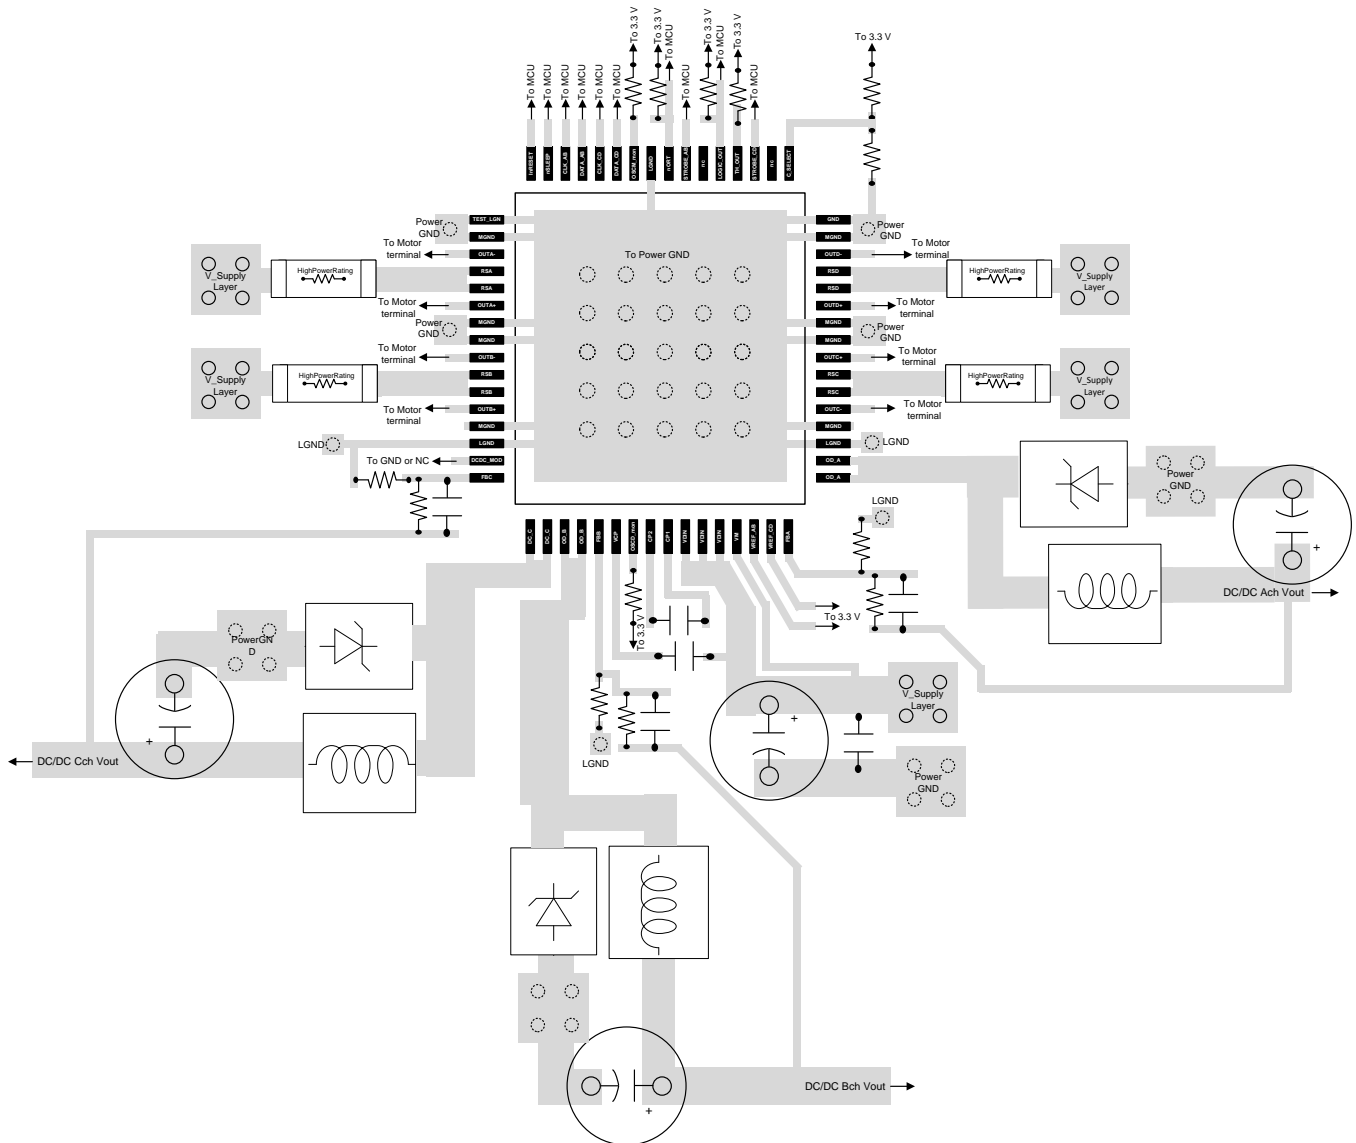 To 3.3 V
To 3.3 V
To MCU
To 3.3 V
To MCU
To 3.3 V
To 3.3 V
To MCU
To MCU
To MCU
To MCU
To MCU
To MCU
To MCU
To MCU
nSLEEP
CLK_AB
DATA_AB
CLK_CD
DATA_CD
OSCM_mon
LGND
nORT
STROBE_AB
nc
LOGIC_OUT
TH_OUT
STROBE_CD
nc
C_SELECT
TEST_LGN
MGND
OUTA-
RSA
RSA
OUTA+
MGND
MGND
OUTB-
RSB
RSB
OUTB+
MGND
LGND
DCDC_MOD
FBC
GND
MGND
OUTD-
RSD
RSD
OUTD+
MGND
MGND
OUTC+
RSC
RSC
OUTC-
MGND
LGND
OD_A
OD_A
DC_C
DC_C
OD_B
OD_B
FBB
VCP
OSCD_mon
CP2
CP1
VCIN
VCIN
VCIN
VM
VREF_AB
VREF_CD
FBA
To Power GND
Power
GND
To Motor
terminal
V_Supply
Layer
HighPowerRating
To Motor
terminal
Power
GND
To Motor
terminal
V_Supply
Layer
HighPowerRating
To Motor
terminal
LGND
To GND or NC
Power
GND
To Motor
terminal
HighPowerRating
V_Supply
Layer
To Motor
terminal
Power
GND
To Motor
terminal
HighPowerRating
V_Supply
Layer
To Motor
terminal
LGND
Power
GND
LGND
+
DC/DC Ach Vout
To 3.3 V
To 3.3 V
PowerGN
D
+
DC/DC Cch Vout
LGND
V_Supply
Layer
+
Power
GND
DC/DC Bch Vout
+